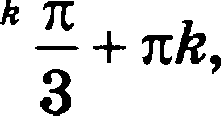 ᵏ π/3 + πk,